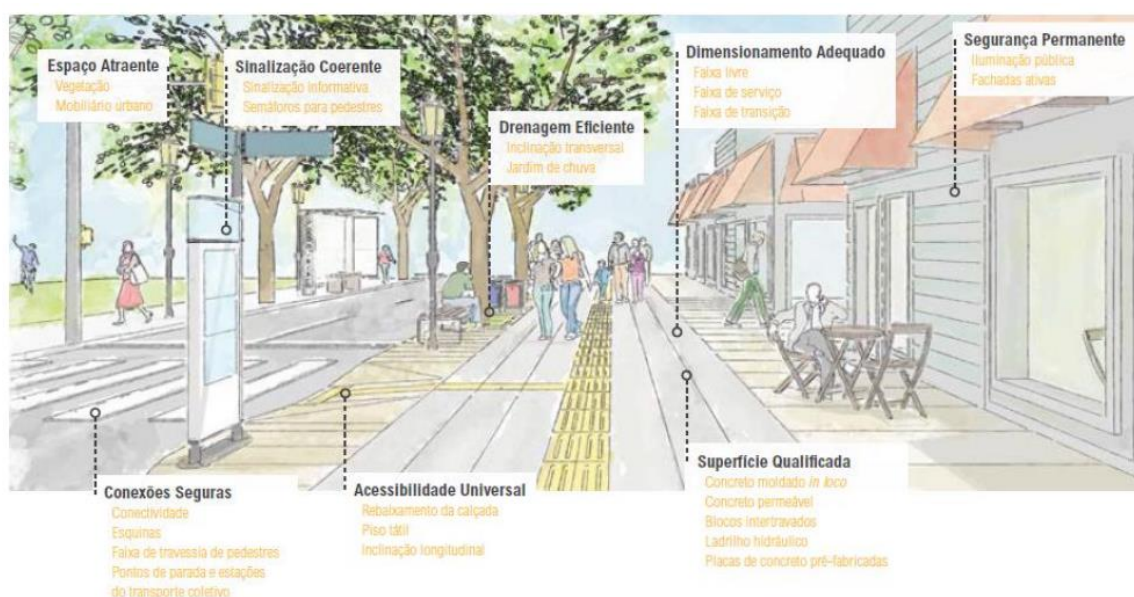 Espaço Atraente
Vegetação
Mobiliário urbano
Sinalização Coerente
Sinalização informativa
Semáforos para pedestres
Drenagem Eficiente
Inclinação transversal
Jardim de chuva
Dimensionamento Adequado
Faixa livre
Faixa de serviço
Faixa de transição
Segurança Permanente
Iluminação pública
Fachadas ativas
Conexões Seguras
Conectividade
Esquinas
Faixa de travessia de pedestres
Pontos de parada e estações
do transporte coletivo
Acessibilidade Universal
Rebaixamento da calçada
Piso tátil
Inclinação longitudinal
Superfície Qualificada
Concreto moldado in loco
Concreto permeável
Blocos intertravados
Ladrilho hidráulico
Placas de concreto pré-fabricadas